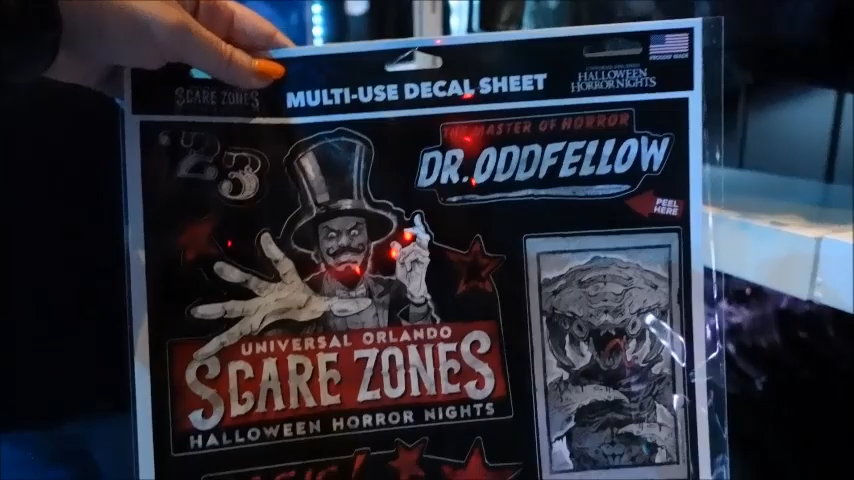 SCARE ZONES
MULTI-USE DECAL SHEET
HALLOWEEN
HORROR NIGHTS
'23
THE MASTER OF HORROR
DR. ODDFELLOW
PEEL
HERE
UNIVERSAL ORLANDO
SCARE ZONES
HALLOWEEN HORROR NIGHTS